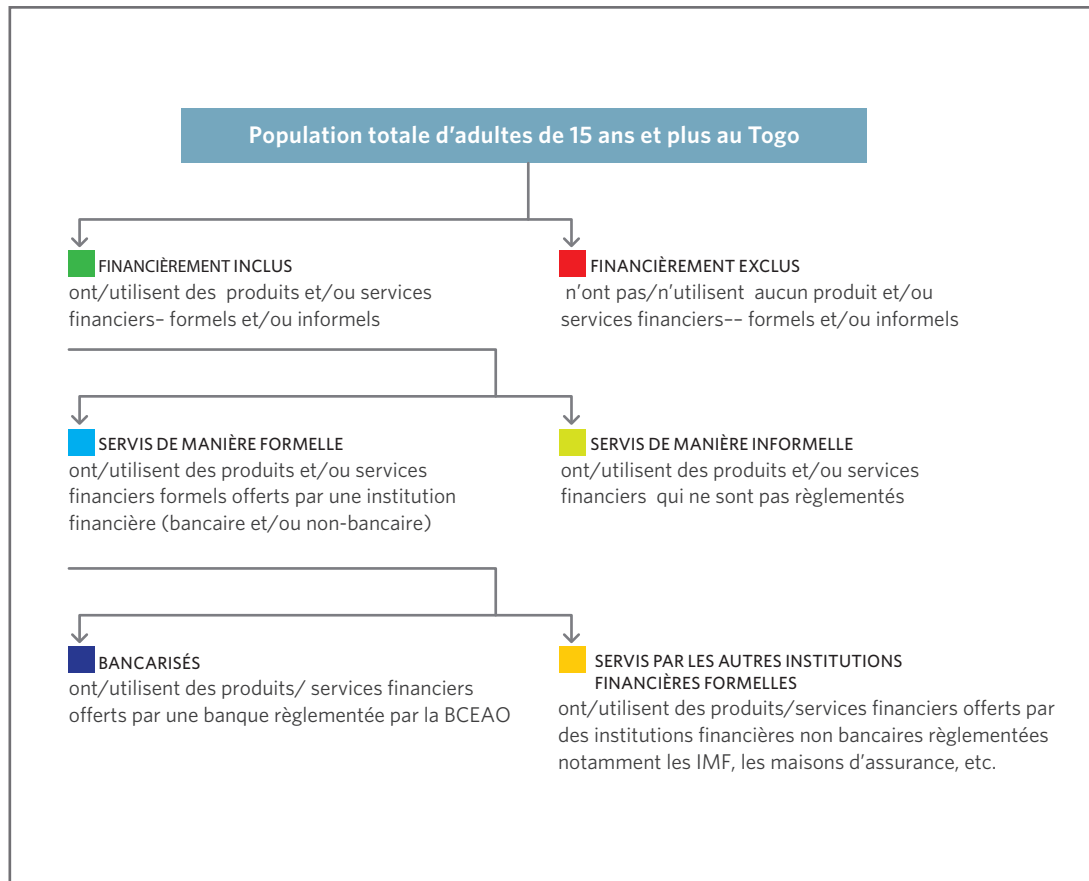 Population totale d'adultes de 15 ans et plus au Togo
FINANCIÈREMENT INCLUS
ont/utilisent des produits et/ou services
financiers– formels et/ou informels
FINANCIÈREMENT EXCLUS
n'ont pas/n'utilisent aucun produit et/ou
services financiers–– formels et/ou informels
SERVIS DE MANIÈRE FORMELLE
ont/utilisent des produits et/ou services
financiers formels offerts par une institution
financière (bancaire et/ou non-bancaire)
SERVIS DE MANIÈRE INFORMELLE
ont/utilisent des produits et/ou services
financiers qui ne sont pas règlementés
BANCARISÉS
ont/utilisent des produits/ services financiers
offerts par une banque règlementée par la BCEAO
SERVIS PAR LES AUTRES INSTITUTIONS
FINANCIÈRES FORMELLES
ont/utilisent des produits/services financiers offerts par
des institutions financières non bancaires règlementées
notamment les IMF, les maisons d'assurance, etc.